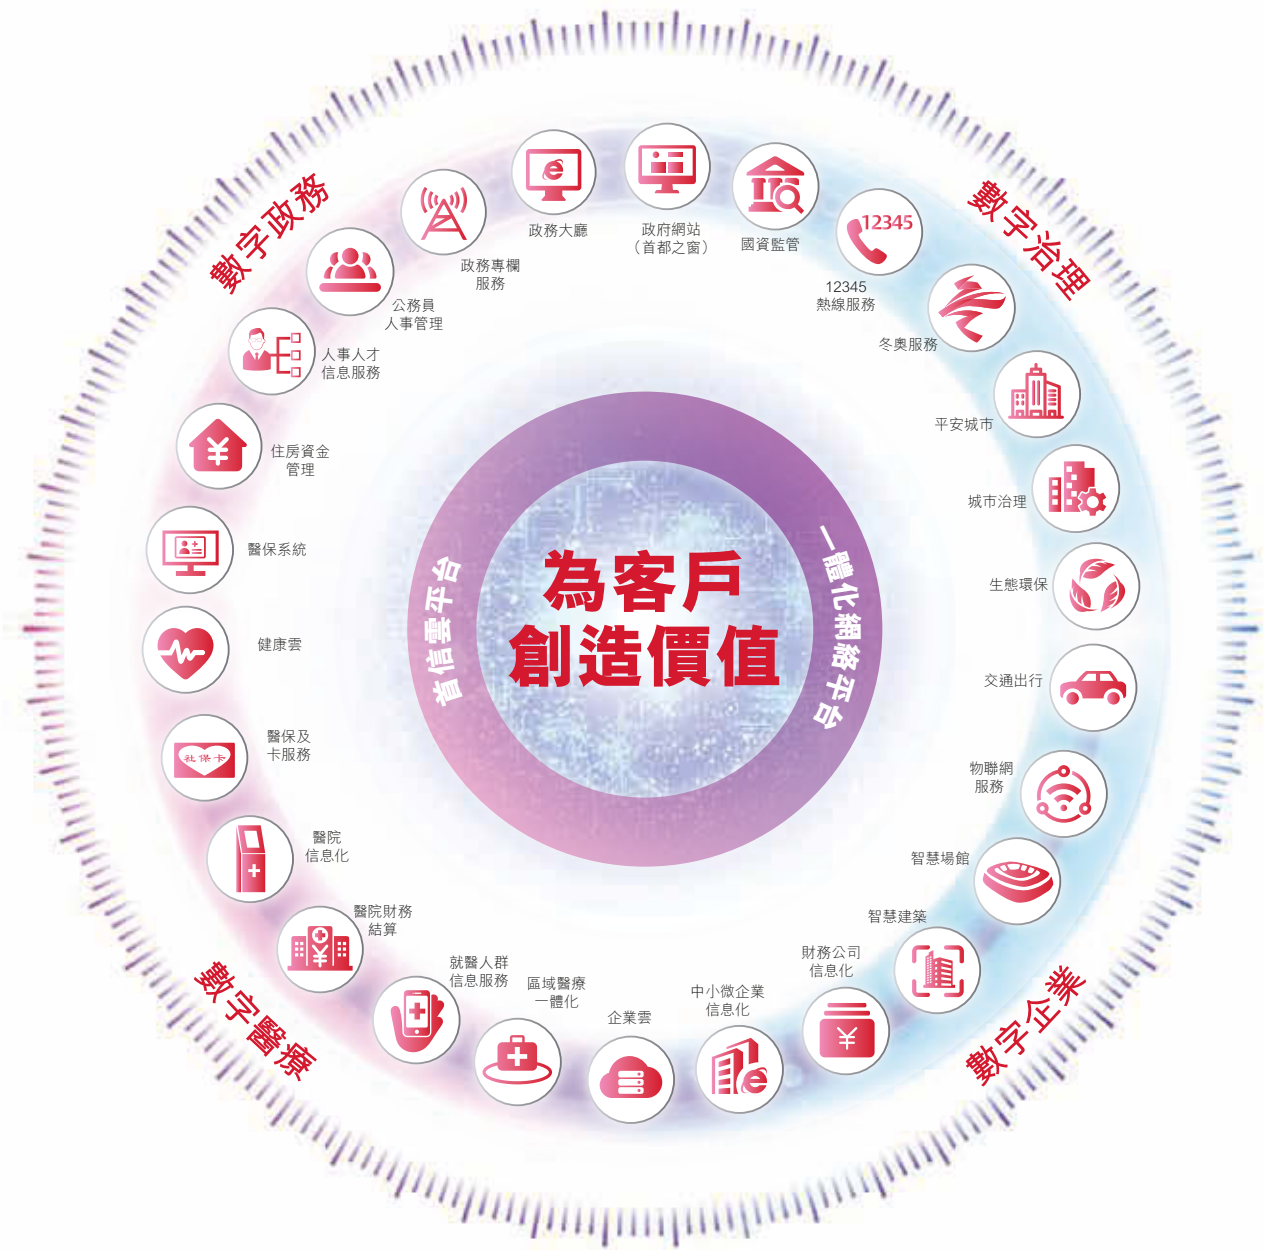 數字政務
數字治理
數字醫療
數字企業
政務大廳
政府網站
（首都之窗）
國資監管
12345
12345
熱線服務
冬奧服務
平安城市
城市治理
生態環保
交通出行
物聯網
服務
智慧場館
智慧建築
財務公司
信息化
中小微企業
信息化
企業雲
區域醫療
一體化
就醫人群
信息服務
醫院財務
結算
醫院
信息化
社保卡
醫保及
卡服務
健康雲
醫保系統
住房資金
管理
人事人才
信息服務
公務員
人事管理
政務專欄
服務
首信雲平台
一體化網絡平台
為客戶
創造價值